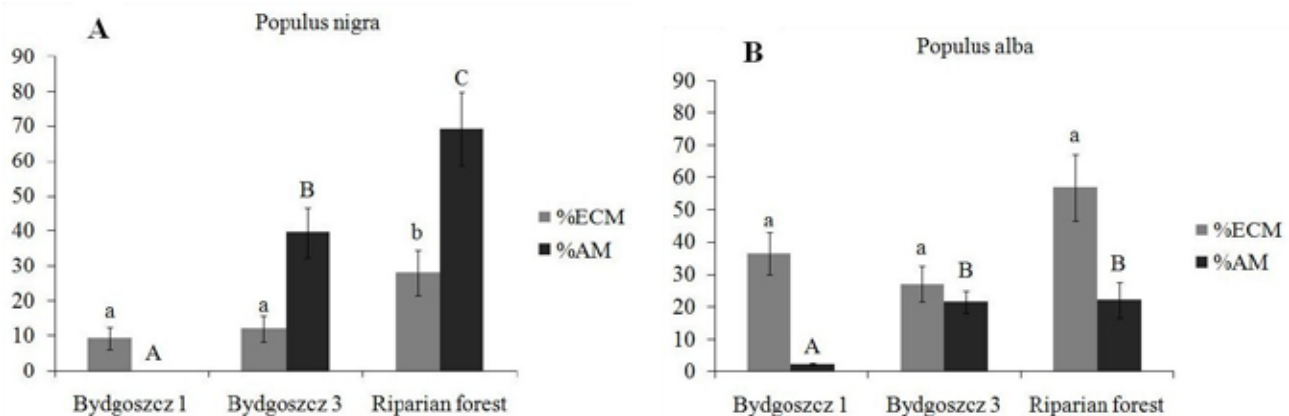 A
Populus nigra
90
80
70
60
50
40
30
20
10
0
a
A
a
B
b
C
%ECM
%AM
Bydgoszcz 1
Bydgoszcz 3
Riparian forest
B
Populus alba
90
80
70
60
50
40
30
20
10
0
a
A
a
B
a
B
%ECM
%AM
Bydgoszcz 1
Bydgoszcz 3
Riparian forest